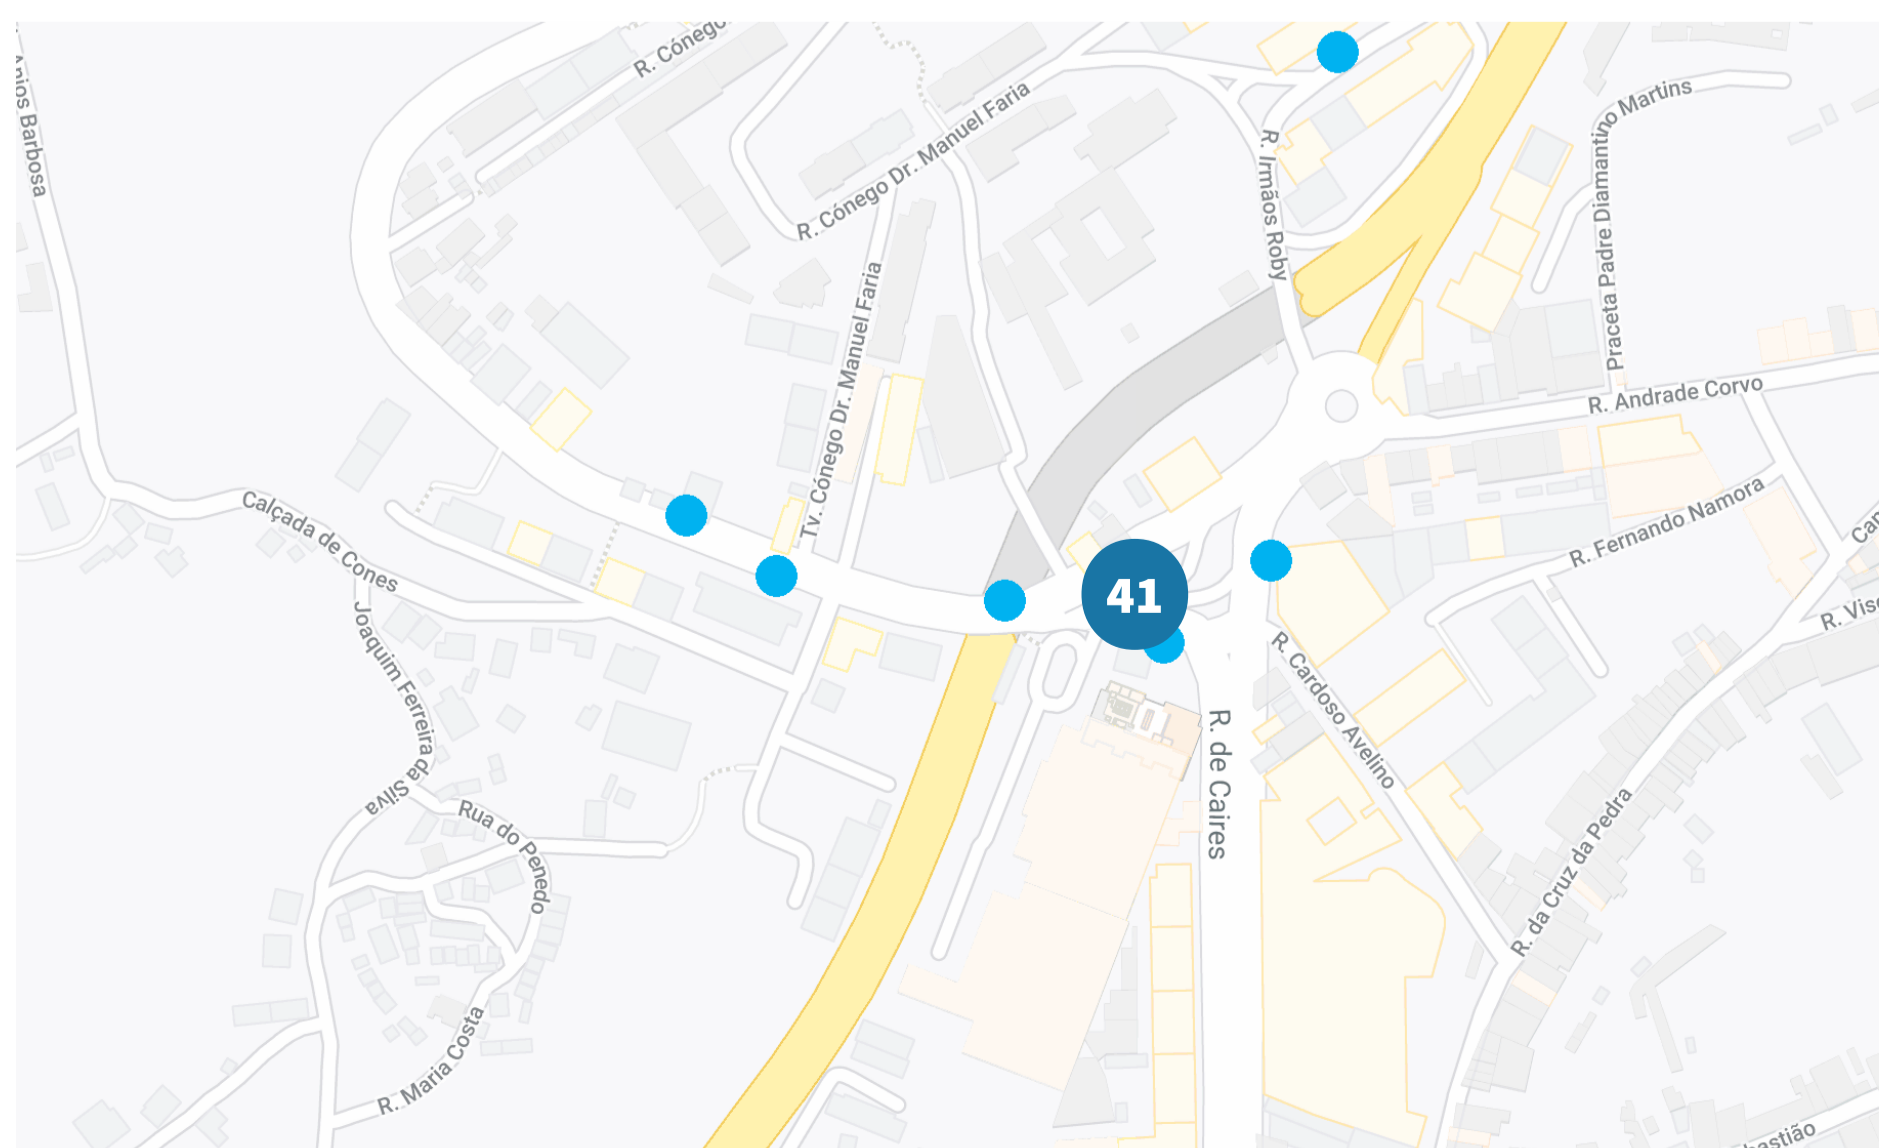 R. Cónego
Anios Barbosa
R. Cónego Dr. Manuel Faria
R. Irmãos Roby
Praceta Padre Diamantino Martins
Tv. Cónego Dr. Manuel Faria
R. Andrade Corvo
Calçada de Cones
R. Fernando Namora
41
Joaquim Ferreira da Silva
R. Cardoso Avelino
R. de Caires
Rua do Penedo
R. da Cruz da Pedra
R. Maria Costa